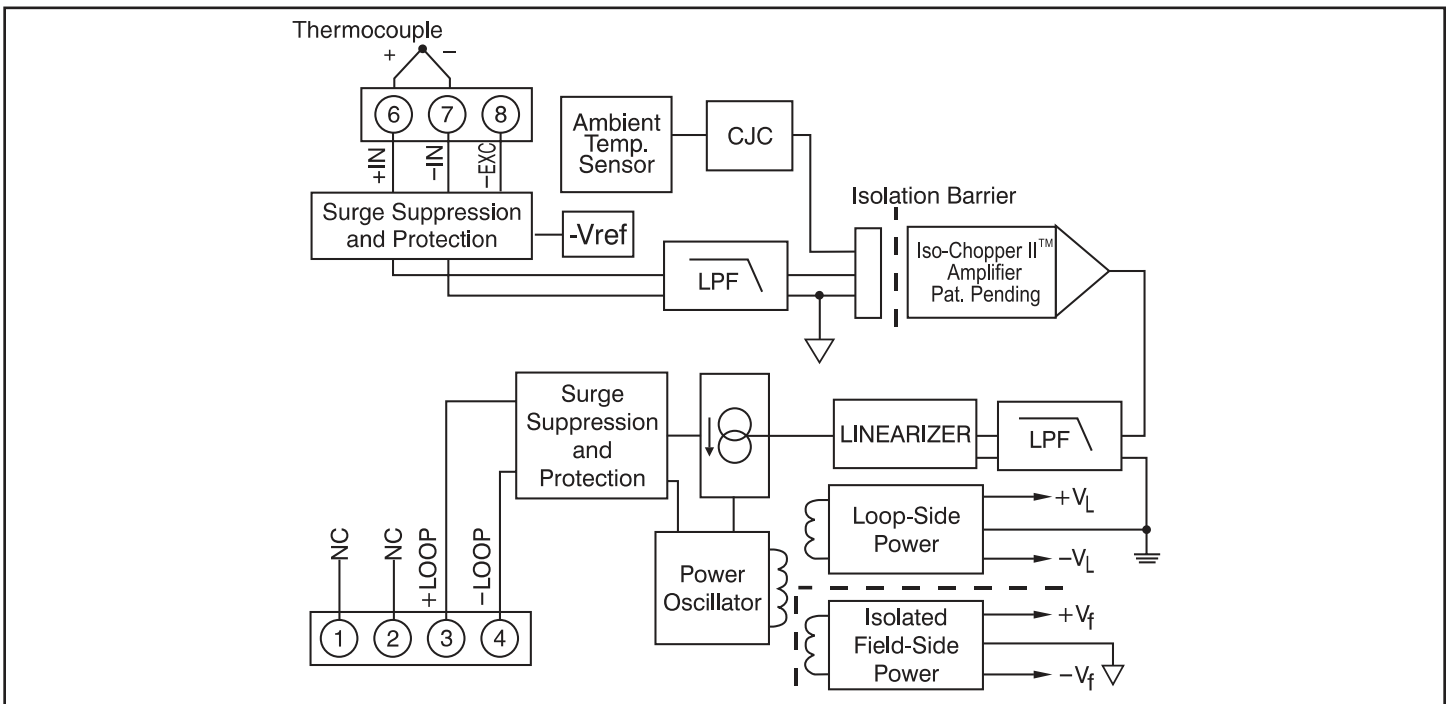 Thermocouple
+ −
6 7 8
+IN
−IN
−EXC
Surge Suppression
and Protection
-Vref
Ambient
Temp.
Sensor
CJC
LPF
Isolation Barrier
Iso-Chopper II™
Amplifier
Pat. Pending
Surge
Suppression
and
Protection
LINEARIZER
LPF
Loop-Side
Power
+VL
−VL
Power
Oscillator
Isolated
Field-Side
Power
+Vf
−Vf
NC
NC
+LOOP
−LOOP
1 2 3 4